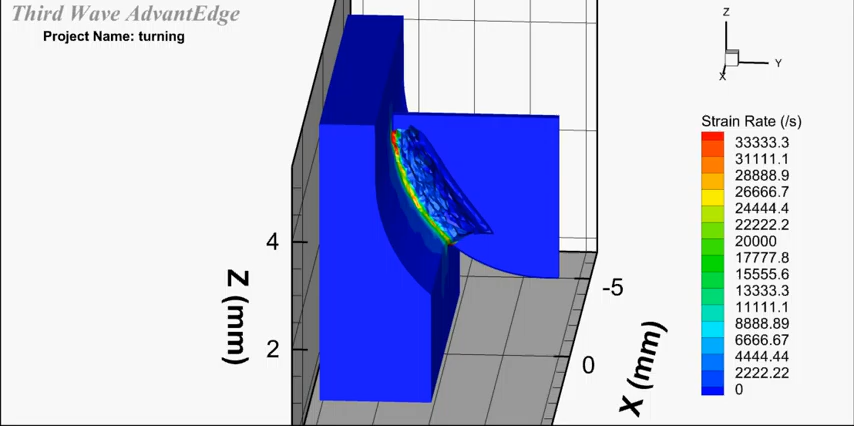 Third Wave AdvantEdge
Project Name: turning
Z
Y
X
Strain Rate (/s)
33333.3
31111.1
28888.9
26666.7
24444.4
22222.2
20000
17777.8
15555.6
13333.3
11111.1
8888.89
6666.67
4444.44
2222.22
0
4
2
Z (mm)
-5
0
X (mm)